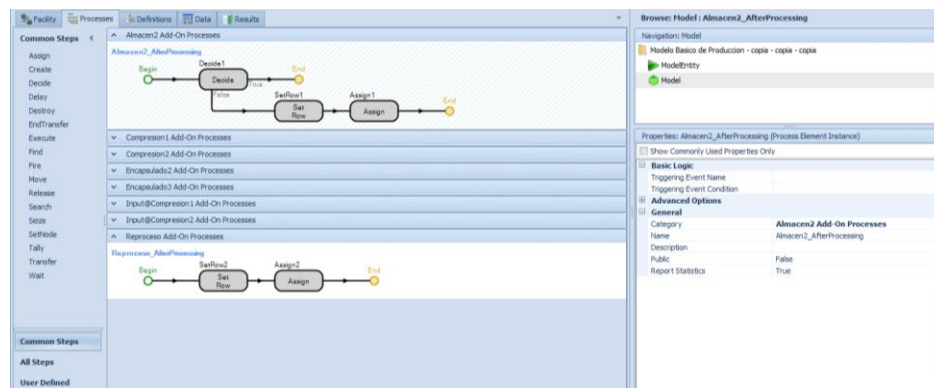 Facility
Processes
Definitions
Data
Results
Common Steps
Assign
Create
Decide
Delay
Destroy
EndTransfer
Execute
Find
Fire
Move
Release
Search
Seize
SetNode
Tally
Transfer
Wait
Common Steps
All Steps
User Defined
Almacen2 Add-On Processes
Almacen2_AfterProcessing
Begin
Decide1
Decide
True
False
End
SetRow1
Set
Row
Assign1
Assign
End
Compresion1 Add-On Processes
Compresion2 Add-On Processes
Encapsulado2 Add-On Processes
Encapsulado3 Add-On Processes
Input@Compresion1 Add-On Processes
Input@Compresion2 Add-On Processes
Reproceso Add-On Processes
Reproceso_AfterProcessing
Begin
SetRow2
Set
Row
Assign2
Assign
End
Browse: Model : Almacen2_AfterProcessing
Navigation: Model
Modelo Basico de Produccion - copia - copia - copia
ModelEntity
Model
Properties: Almacen2_AfterProcessing (Process Element Instance)
Show Commonly Used Properties Only
Basic Logic
Triggering Event Name
Triggering Event Condition
Advanced Options
General
Category Almacen2 Add-On Processes
Name Almacen2_AfterProcessing
Description
Public False
Report Statistics True